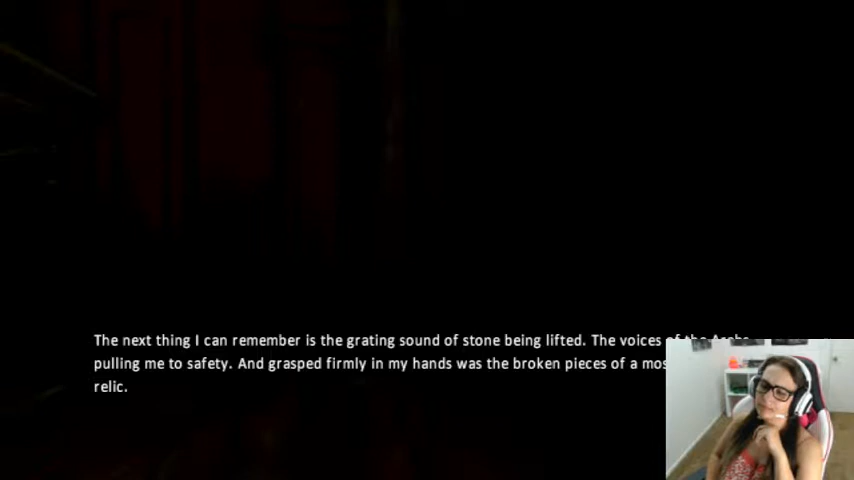 The next thing I can remember is the grating sound of stone being lifted. The voices of the Arabs
pulling me to safety. And grasped firmly in my hands was the broken pieces of a
relic.